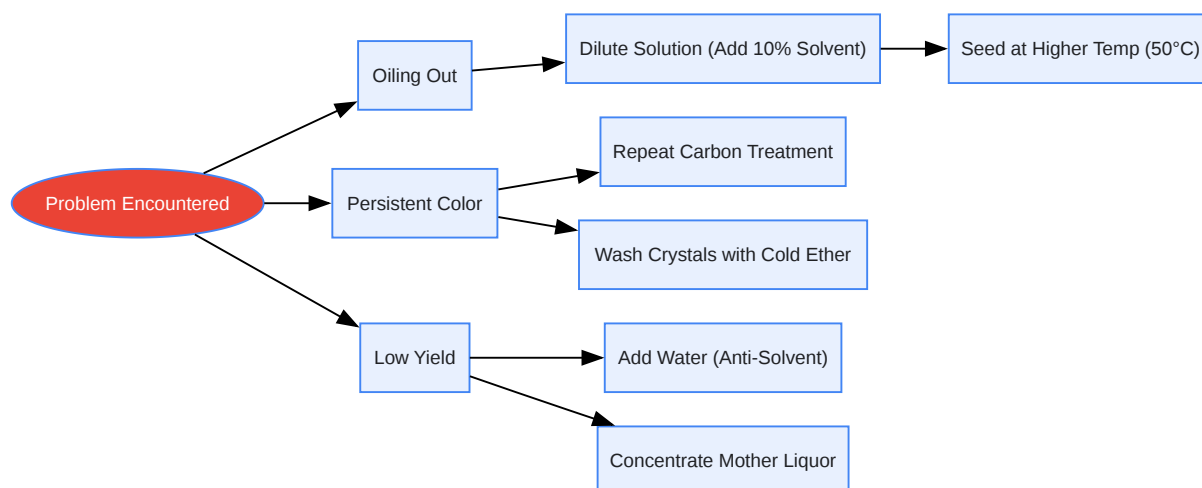 Problem Encountered
Oiling Out
Dilute Solution (Add 10% Solvent)
Seed at Higher Temp (50°C)
Persistent Color
Repeat Carbon Treatment
Wash Crystals with Cold Ether
Low Yield
Add Water (Anti-Solvent)
Concentrate Mother Liquor